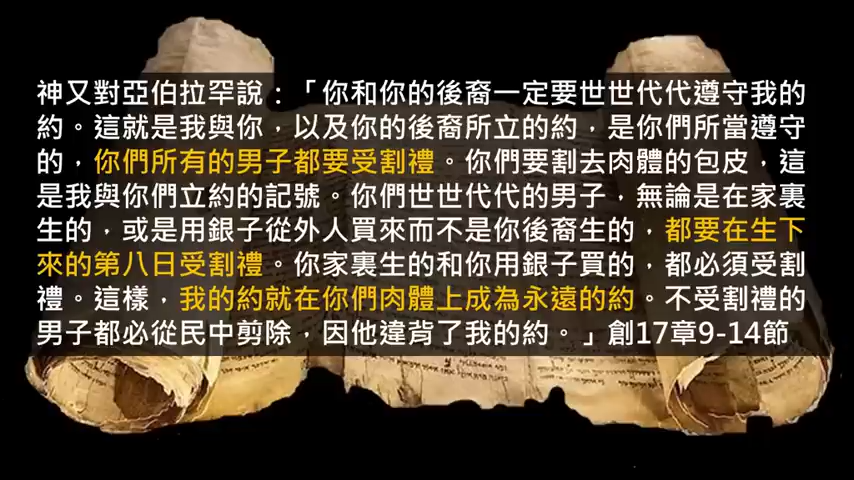 神又對亞伯拉罕說：「你和你的後裔一定要世世代代遵守我的
約。這就是我與你，以及你的後裔所立的約，是你們所當遵守
的，你們所有的男子都要受割禮。你們要割去肉體的包皮，這
是我與你們立約的記號。你們世世代代的男子，無論是在家裏
生的，或是用銀子從外人買來而不是你後裔生的，都要在生下
來的第八日受割禮。你家裏生的和你用銀子買的，都必須受割
禮。這樣，我的約就在你們肉體上成為永遠的約。不受割禮的
男子都必從民中剪除，因他違背了我的約。」創17章9-14節